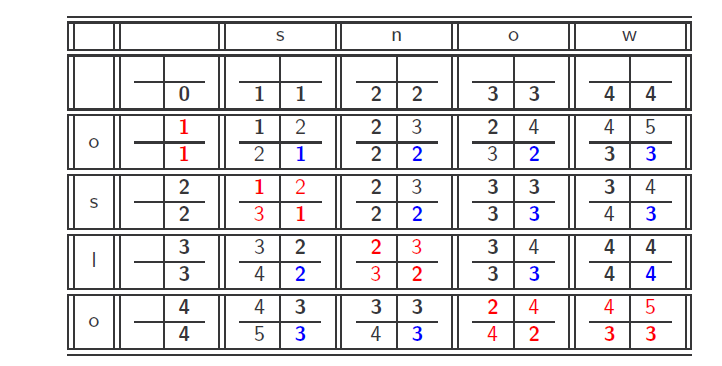 s n o w
0 1 1 2 2 3 3 4 4
1 1 2 2 3 2 4 4 5
o
1 2 1 2 2 3 2 3 3
2 1 2 2 3 3 3 3 4
s
2 3 1 2 2 3 3 4 3
3 3 2 2 3 3 4 4 4
l
3 4 2 3 2 3 3 4 4
4 4 3 3 3 2 4 4 5
o
4 5 3 4 3 4 2 3 3